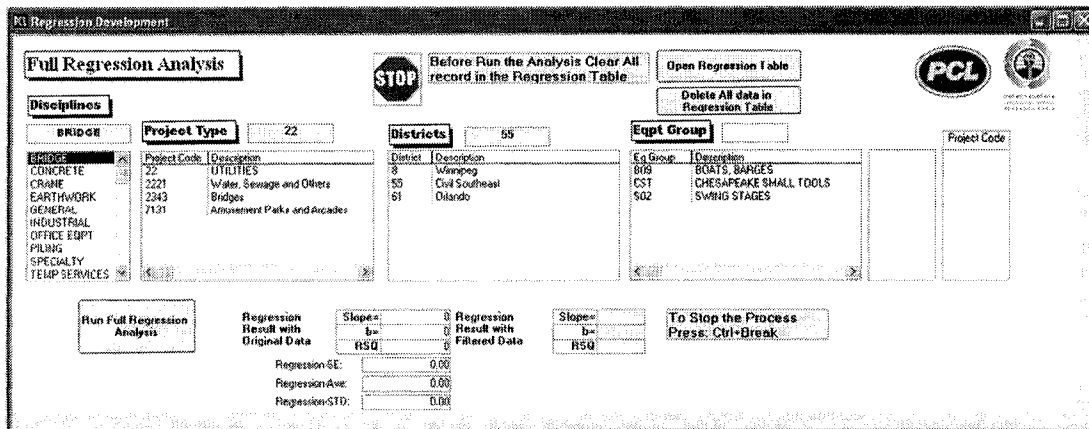 KL Regression Development
Full Regression Analysis
STOP
Before Run the Analysis Clear All
record in the Regression Table
Open Regression Table
Delete All data in
Regression Table
PCL
Disciplines
BRIDGE
Project Type
22
Districts
55
Eqpt Group
Project Code
BRIDGE
CONCRETE
CRANE
EARTHWORK
GENERAL
INDUSTRIAL
OFFICE EQPT
PILING
SPECIALTY
TEMP SERVICES
Project Code Description
22 UTILITIES
2221 Water, Sewage and Others
2343 Bridges
7131 Amusement Parks and Arcades
District Description
8 Winnipeg
55 Civil Southeast
61 Orlando
Eq Group Description
B09 BOATS, BARGES
CST CHESAPEAKE SMALL TOOLS
S02 SWING STAGES
Run Full Regression
Analysis
Regression
Result with
Original Data
Slope= 0
b= 0
RSQ 0
Regression
Result with
Filtered Data
Slope=
b=
RSQ
To Stop the Process
Press: Ctrl+Break
Regression-SE: 0.00
Regression-Ave: 0.00
Regression-STD: 0.00